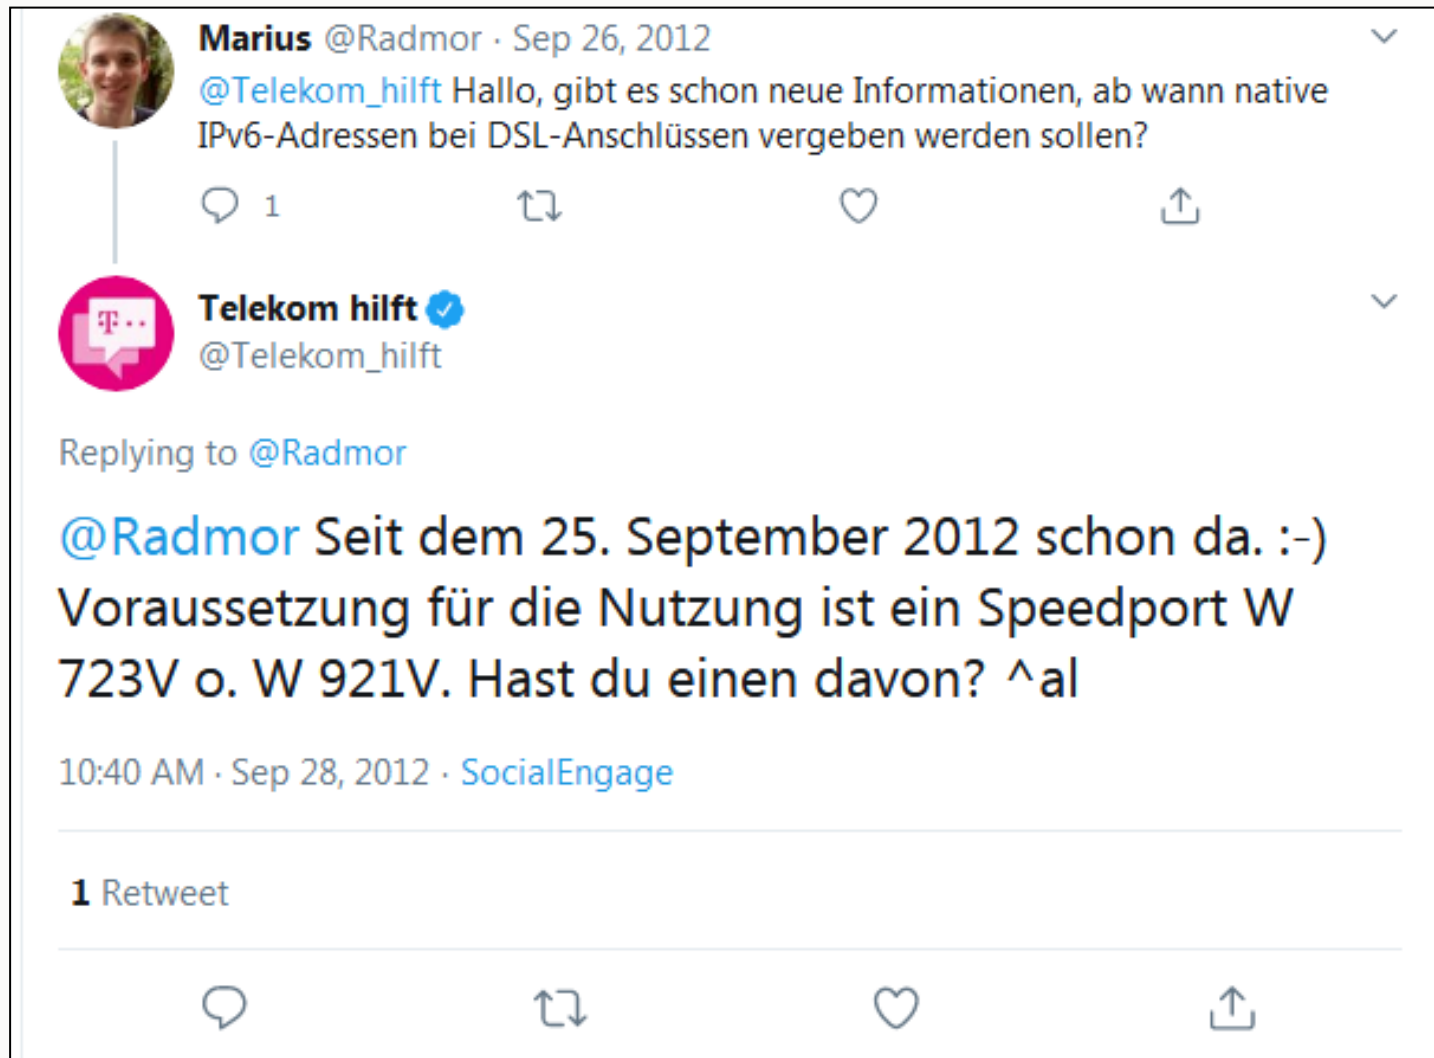 Marius @Radmor · Sep 26, 2012
@Telekom_hilft Hallo, gibt es schon neue Informationen, ab wann native
IPv6-Adressen bei DSL-Anschlüssen vergeben werden sollen?
1
T··
Telekom hilft
@Telekom_hilft
Replying to @Radmor
@Radmor Seit dem 25. September 2012 schon da. :-)
Voraussetzung für die Nutzung ist ein Speedport W
723V o. W 921V. Hast du einen davon? ^al
10:40 AM · Sep 28, 2012 · SocialEngage
1 Retweet